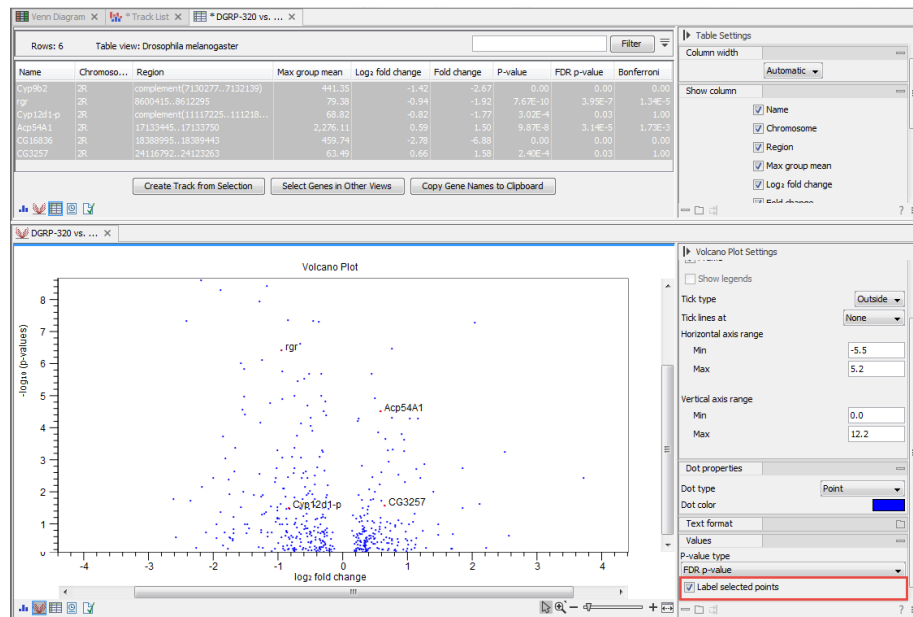 Venn Diagram
* Track List
* DGRP-320 vs. ...
Rows: 6 Table view: Drosophila melanogaster Filter
Name Chromoso... Region Max group mean Log₂ fold change Fold change P-value FDR p-value Bonferroni
Cyp9b2 2R complement(7130277..7132139) 441.35 -1.42 -2.67 0.00 0.00 0.00
rgr 2R 8600415..8612295 79.38 -0.94 -1.92 7.67E-10 3.95E-7 1.34E-5
Cyp12d1-p 2R complement(11117225...111218... 68.82 -0.82 -1.77 3.02E-4 0.03 1.00
Acp54A1 2R 17133445..17133750 2,276.11 0.59 1.50 9.87E-8 3.14E-5 1.73E-3
CG16836 2R 18388995..18389443 459.74 -2.78 -6.88 0.00 0.00 0.00
CG3257 2R 24116792..24123263 63.49 0.66 1.58 2.40E-4 0.03 1.00
Create Track from Selection
Select Genes in Other Views
Copy Gene Names to Clipboard
Table Settings
Column width
Automatic
Show column
Name
Chromosome
Region
Max group mean
Log₂ fold change
Fold change
?
DGRP-320 vs. ...
Volcano Plot
-log₁₀ (p-values)
8
7
6
5
4
3
2
1
0
rgr
Acp54A1
Cyp12d1-p
CG3257
-4 -3 -2 -1 0 1 2 3 4
log₂ fold change
Volcano Plot Settings
Frame
Show legends
Tick type Outside
Tick lines at None
Horizontal axis range
Min -5.5
Max 5.2
Vertical axis range
Min 0.0
Max 12.2
Dot properties
Dot type Point
Dot color
Text format
Values
P-value type
FDR p-value
Label selected points
?